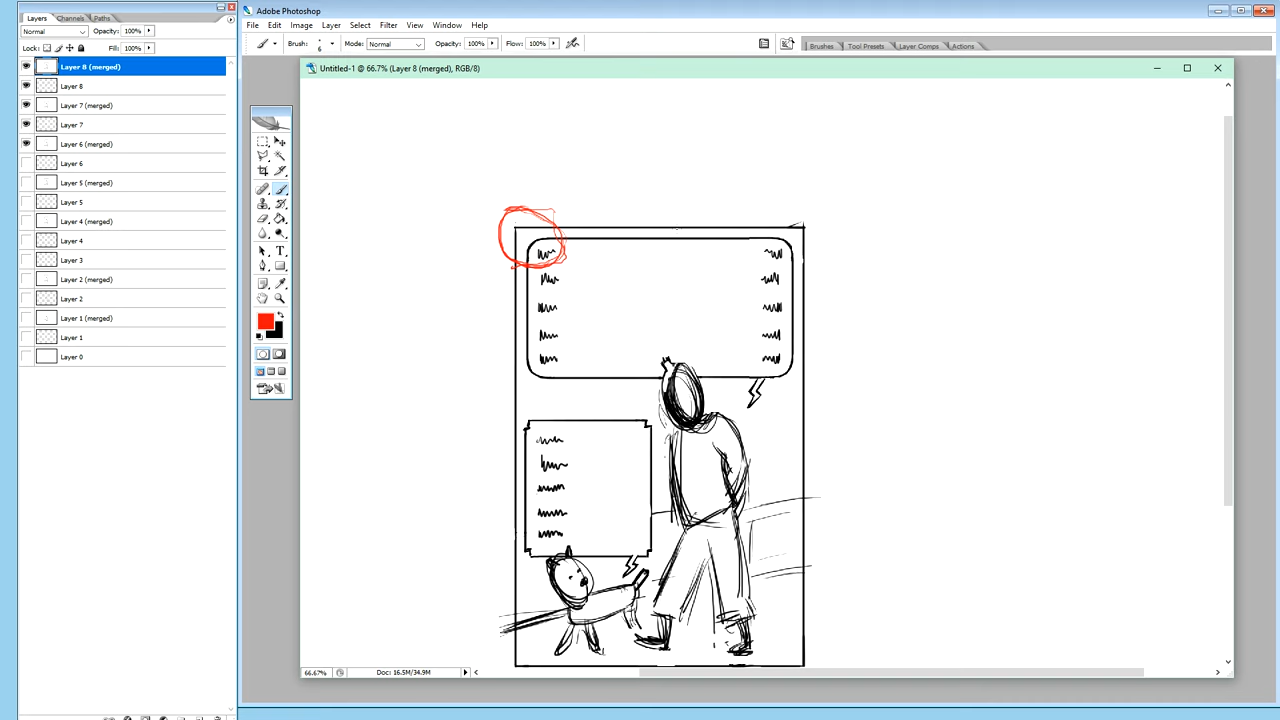 Layers Channels Paths
Normal Opacity: 100%
Lock: Fill: 100%
Layer 8 (merged)
Layer 8
Layer 7 (merged)
Layer 7
Layer 6 (merged)
Layer 6
Layer 5 (merged)
Layer 5
Layer 4 (merged)
Layer 4
Layer 3
Layer 2 (merged)
Layer 2
Layer 1 (merged)
Layer 1
Layer 0
Adobe Photoshop
File Edit Image Layer Select Filter View Window Help
Brush: 6 Mode: Normal Opacity: 100% Flow: 100% Brushes Tool Presets Layer Comps Actions
Untitled-1 @ 66.7% (Layer 8 (merged), RGB/8)
66.67% Doc: 16.5M/34.9M